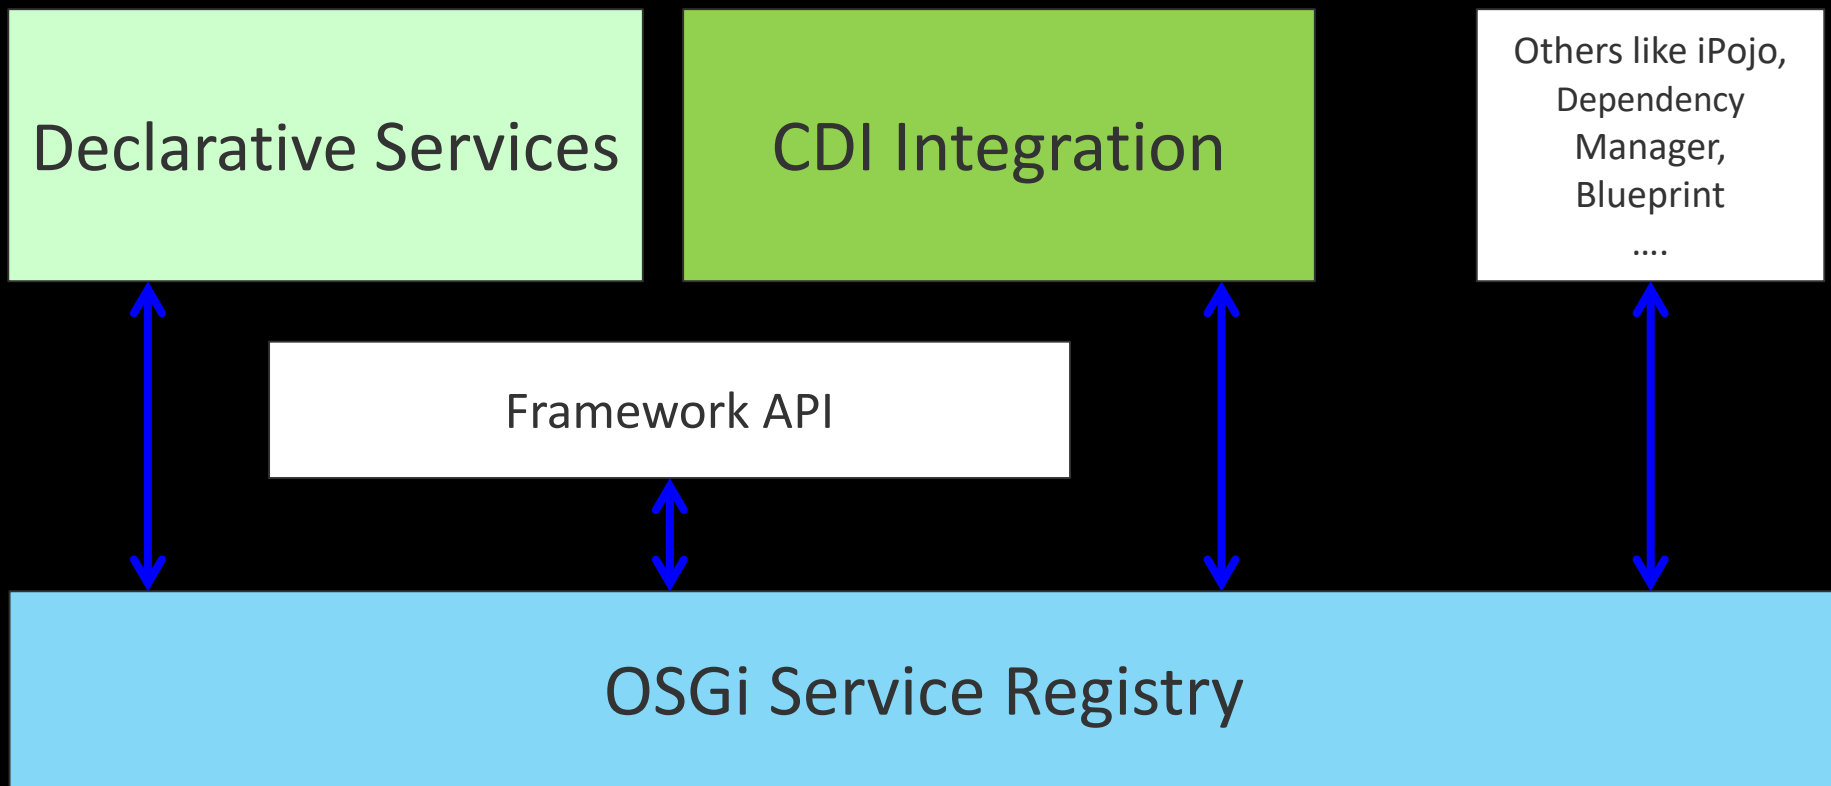 Declarative Services
CDI Integration
Others like iPojo,
Dependency
Manager,
Blueprint
....
Framework API
OSGi Service Registry